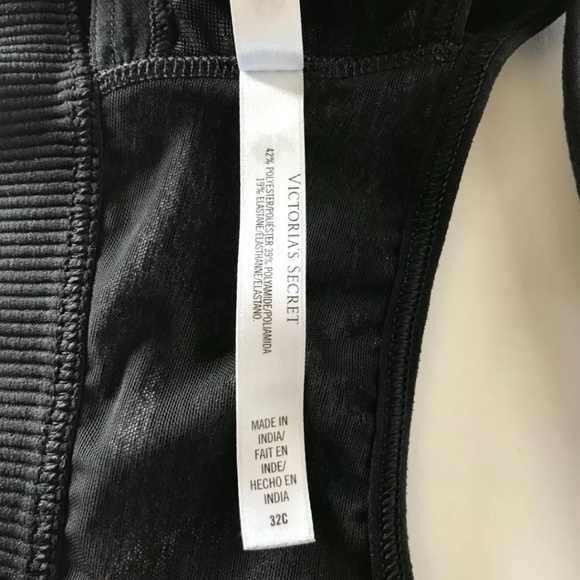 VICTORIA'S SECRET
42% POLYESTER/POLIÉSTER 39% POLYAMIDE/POLIAMIDA
19% ELASTANE/ÉLASTHANNE/ELASTANO.
MADE IN
INDIA/
FAIT EN
INDE/
HECHO EN
INDIA
32C